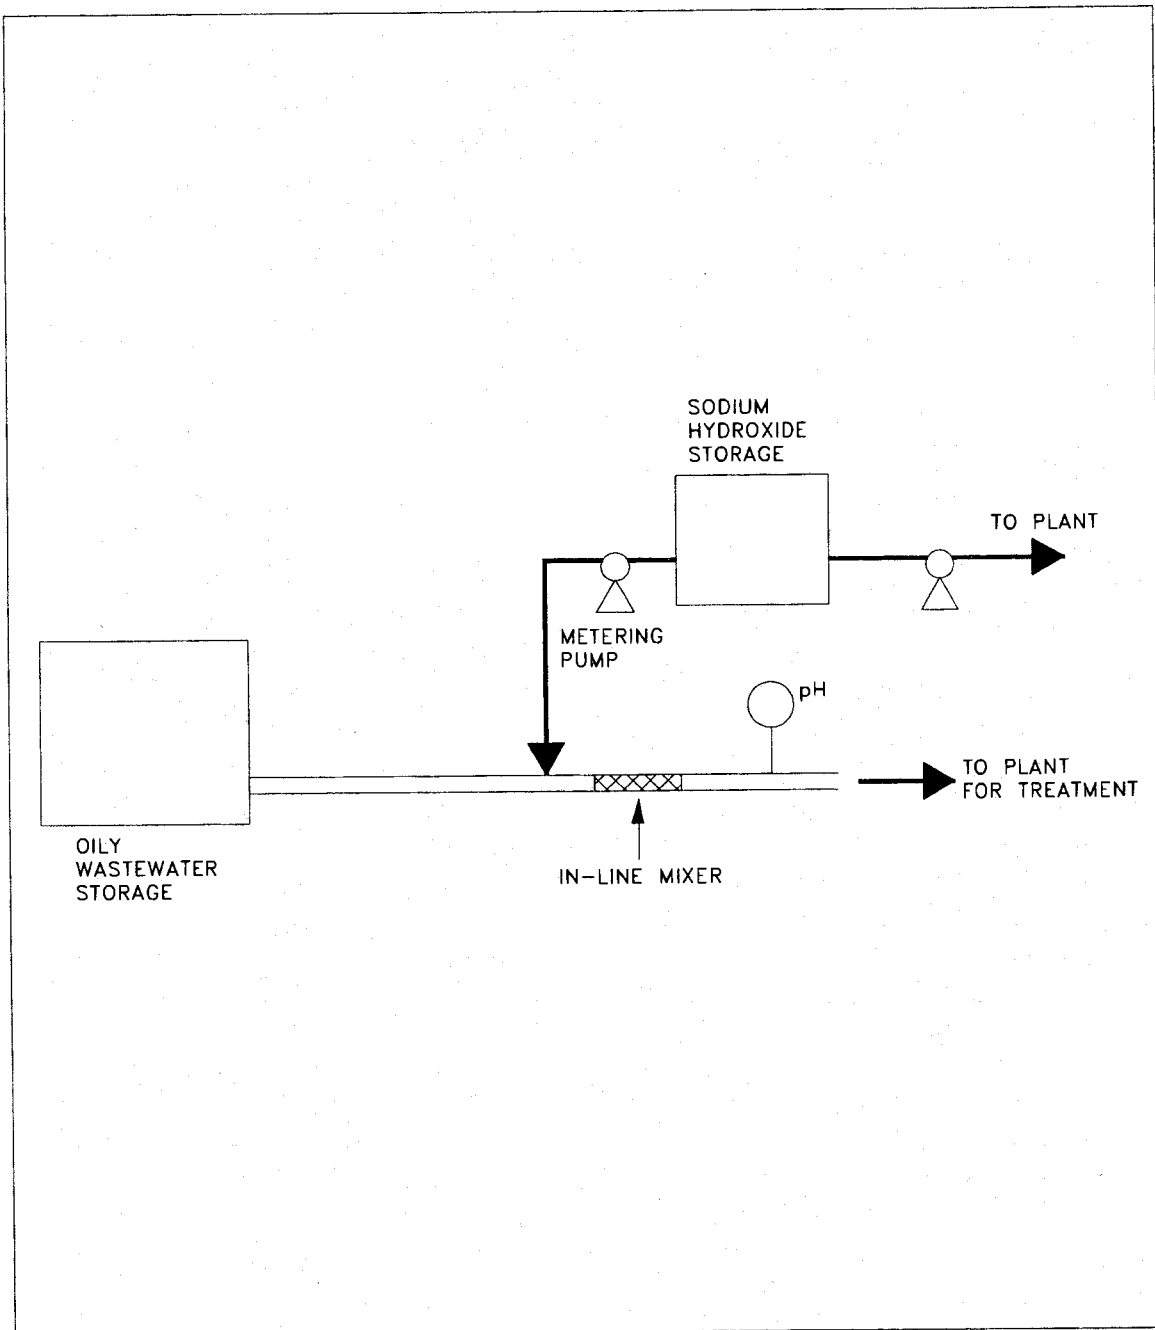 SODIUM
HYDROXIDE
STORAGE
TO PLANT
METERING
PUMP
pH
TO PLANT
FOR TREATMENT
OILY
WASTEWATER
STORAGE
IN-LINE MIXER